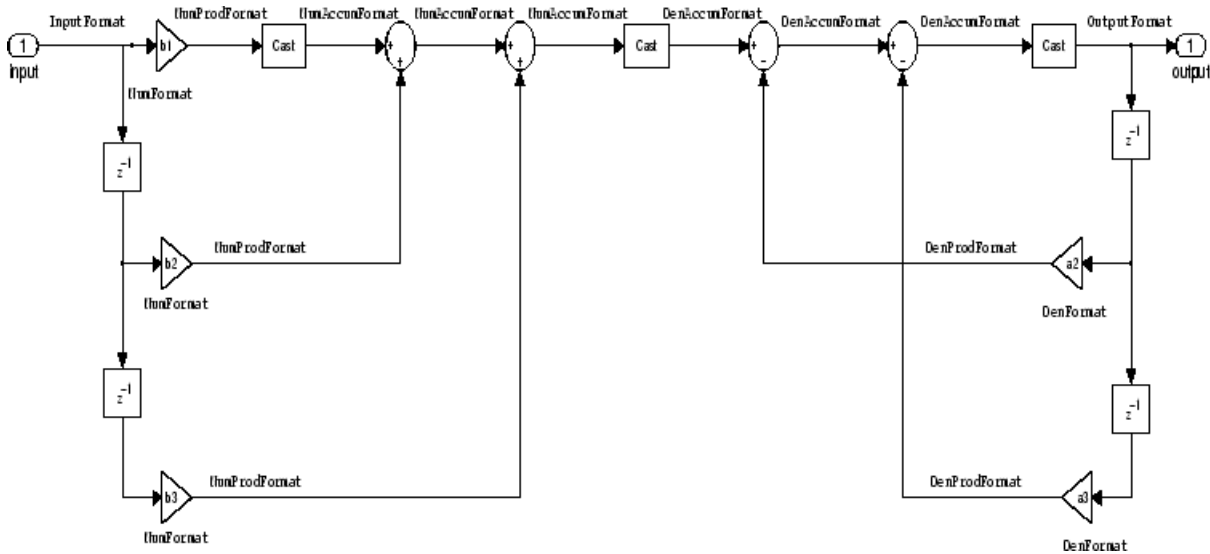 InputFormat NumProdFormat NumAccumFormat NumAccumFormat NumAccumFormat DenAccumFormat DenAccumFormat DenAccumFormat OutputFormat
1 b1 Cast + + Cast + + Cast 1
+ + - -
input output
NumFormat
z⁻¹ z⁻¹
NumProdFormat DenProdFormat
b2 a2
NumFormat DenFormat
z⁻¹ z⁻¹
NumProdFormat DenProdFormat
b3 a3
NumFormat DenFormat